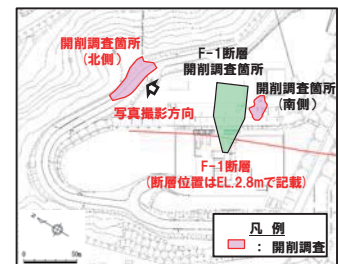 開削調査箇所
(北側)
F-1断層
開削調査箇所
開削調査箇所
(南側)
写真撮影方向
F-1断層
(断層位置はEL.2.8mで記載)
凡 例
: 開削調査